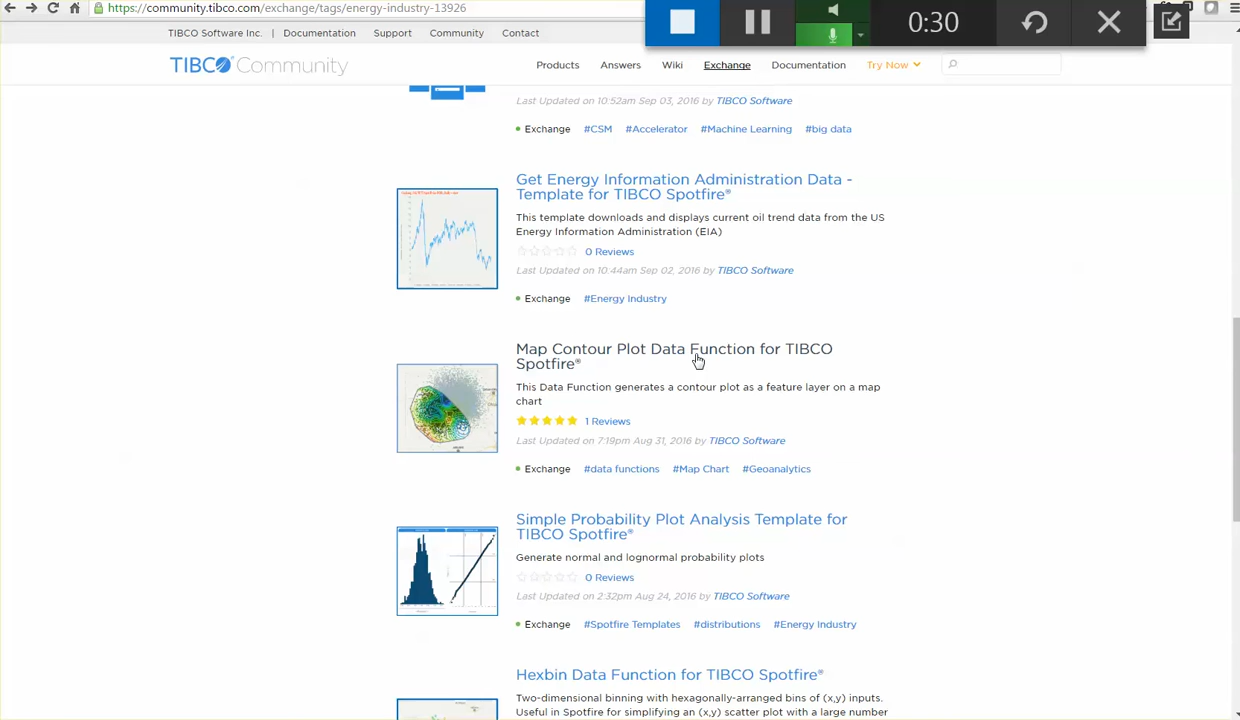 https://community.tibco.com/exchange/tags/energy-industry-13926
0:30
TIBCO Software Inc. Documentation Support Community Contact
TIBCO Community
Products Answers Wiki Exchange Documentation Try Now
Last Updated on 10:52am Sep 03, 2016 by TIBCO Software
Exchange #CSM #Accelerator #Machine Learning #big data
Get Energy Information Administration Data -
Template for TIBCO Spotfire®
This template downloads and displays current oil trend data from the US
Energy Information Administration (EIA)
0 Reviews
Last Updated on 10:44am Sep 02, 2016 by TIBCO Software
Exchange #Energy Industry
Map Contour Plot Data Function for TIBCO
Spotfire®
This Data Function generates a contour plot as a feature layer on a map
chart
1 Reviews
Last Updated on 7:19pm Aug 31, 2016 by TIBCO Software
Exchange #data functions #Map Chart #Geoanalytics
Simple Probability Plot Analysis Template for
TIBCO Spotfire®
Generate normal and lognormal probability plots
0 Reviews
Last Updated on 2:32pm Aug 24, 2016 by TIBCO Software
Exchange #Spotfire Templates #distributions #Energy Industry
Hexbin Data Function for TIBCO Spotfire®
Two-dimensional binning with hexagonally-arranged bins of (x,y) inputs.
Useful in Spotfire for simplifying an (x,y) scatter plot with a large number